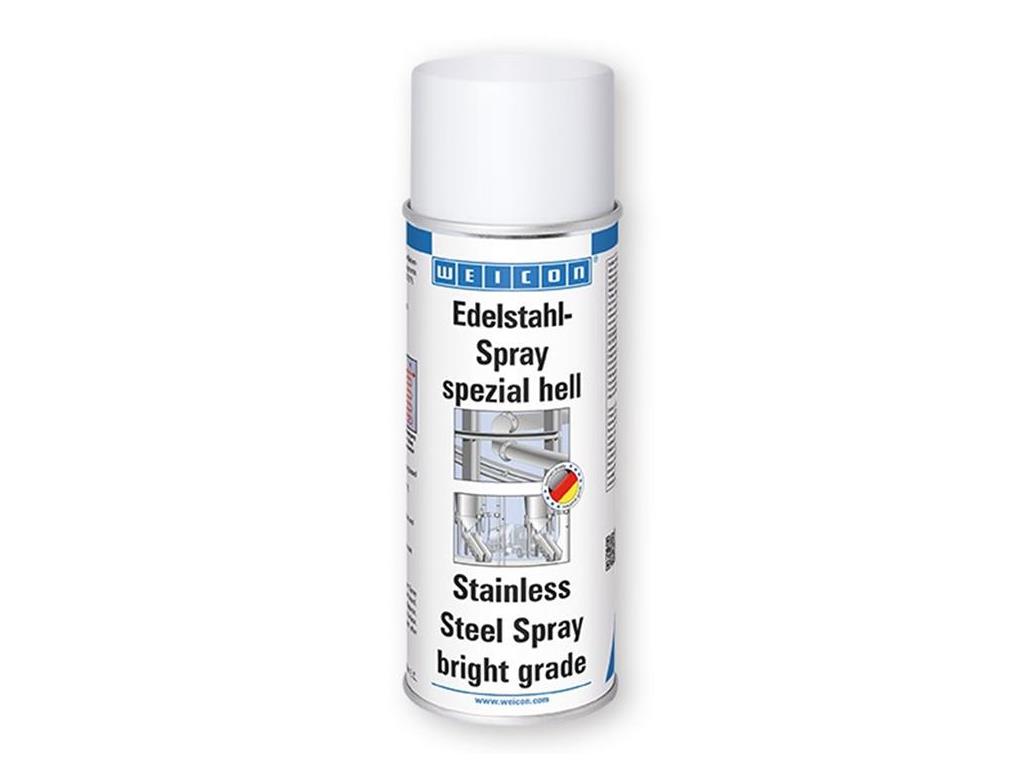 WEICON®
Edelstahl-
Spray
spezial hell
Stainless
Steel Spray
bright grade
www.weicon.com